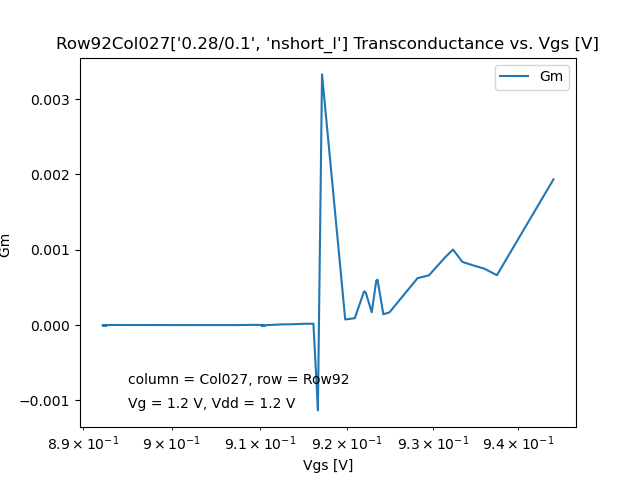 Row92Col027['0.28/0.1', 'nshort_l'] Transconductance vs. Vgs [V]
Gm
0.003
0.002
0.001
0.000
−0.001
Gm
column = Col027, row = Row92
Vg = 1.2 V, Vdd = 1.2 V
8.9 × 10⁻¹ 9 × 10⁻¹ 9.1 × 10⁻¹ 9.2 × 10⁻¹ 9.3 × 10⁻¹ 9.4 × 10⁻¹
Vgs [V]